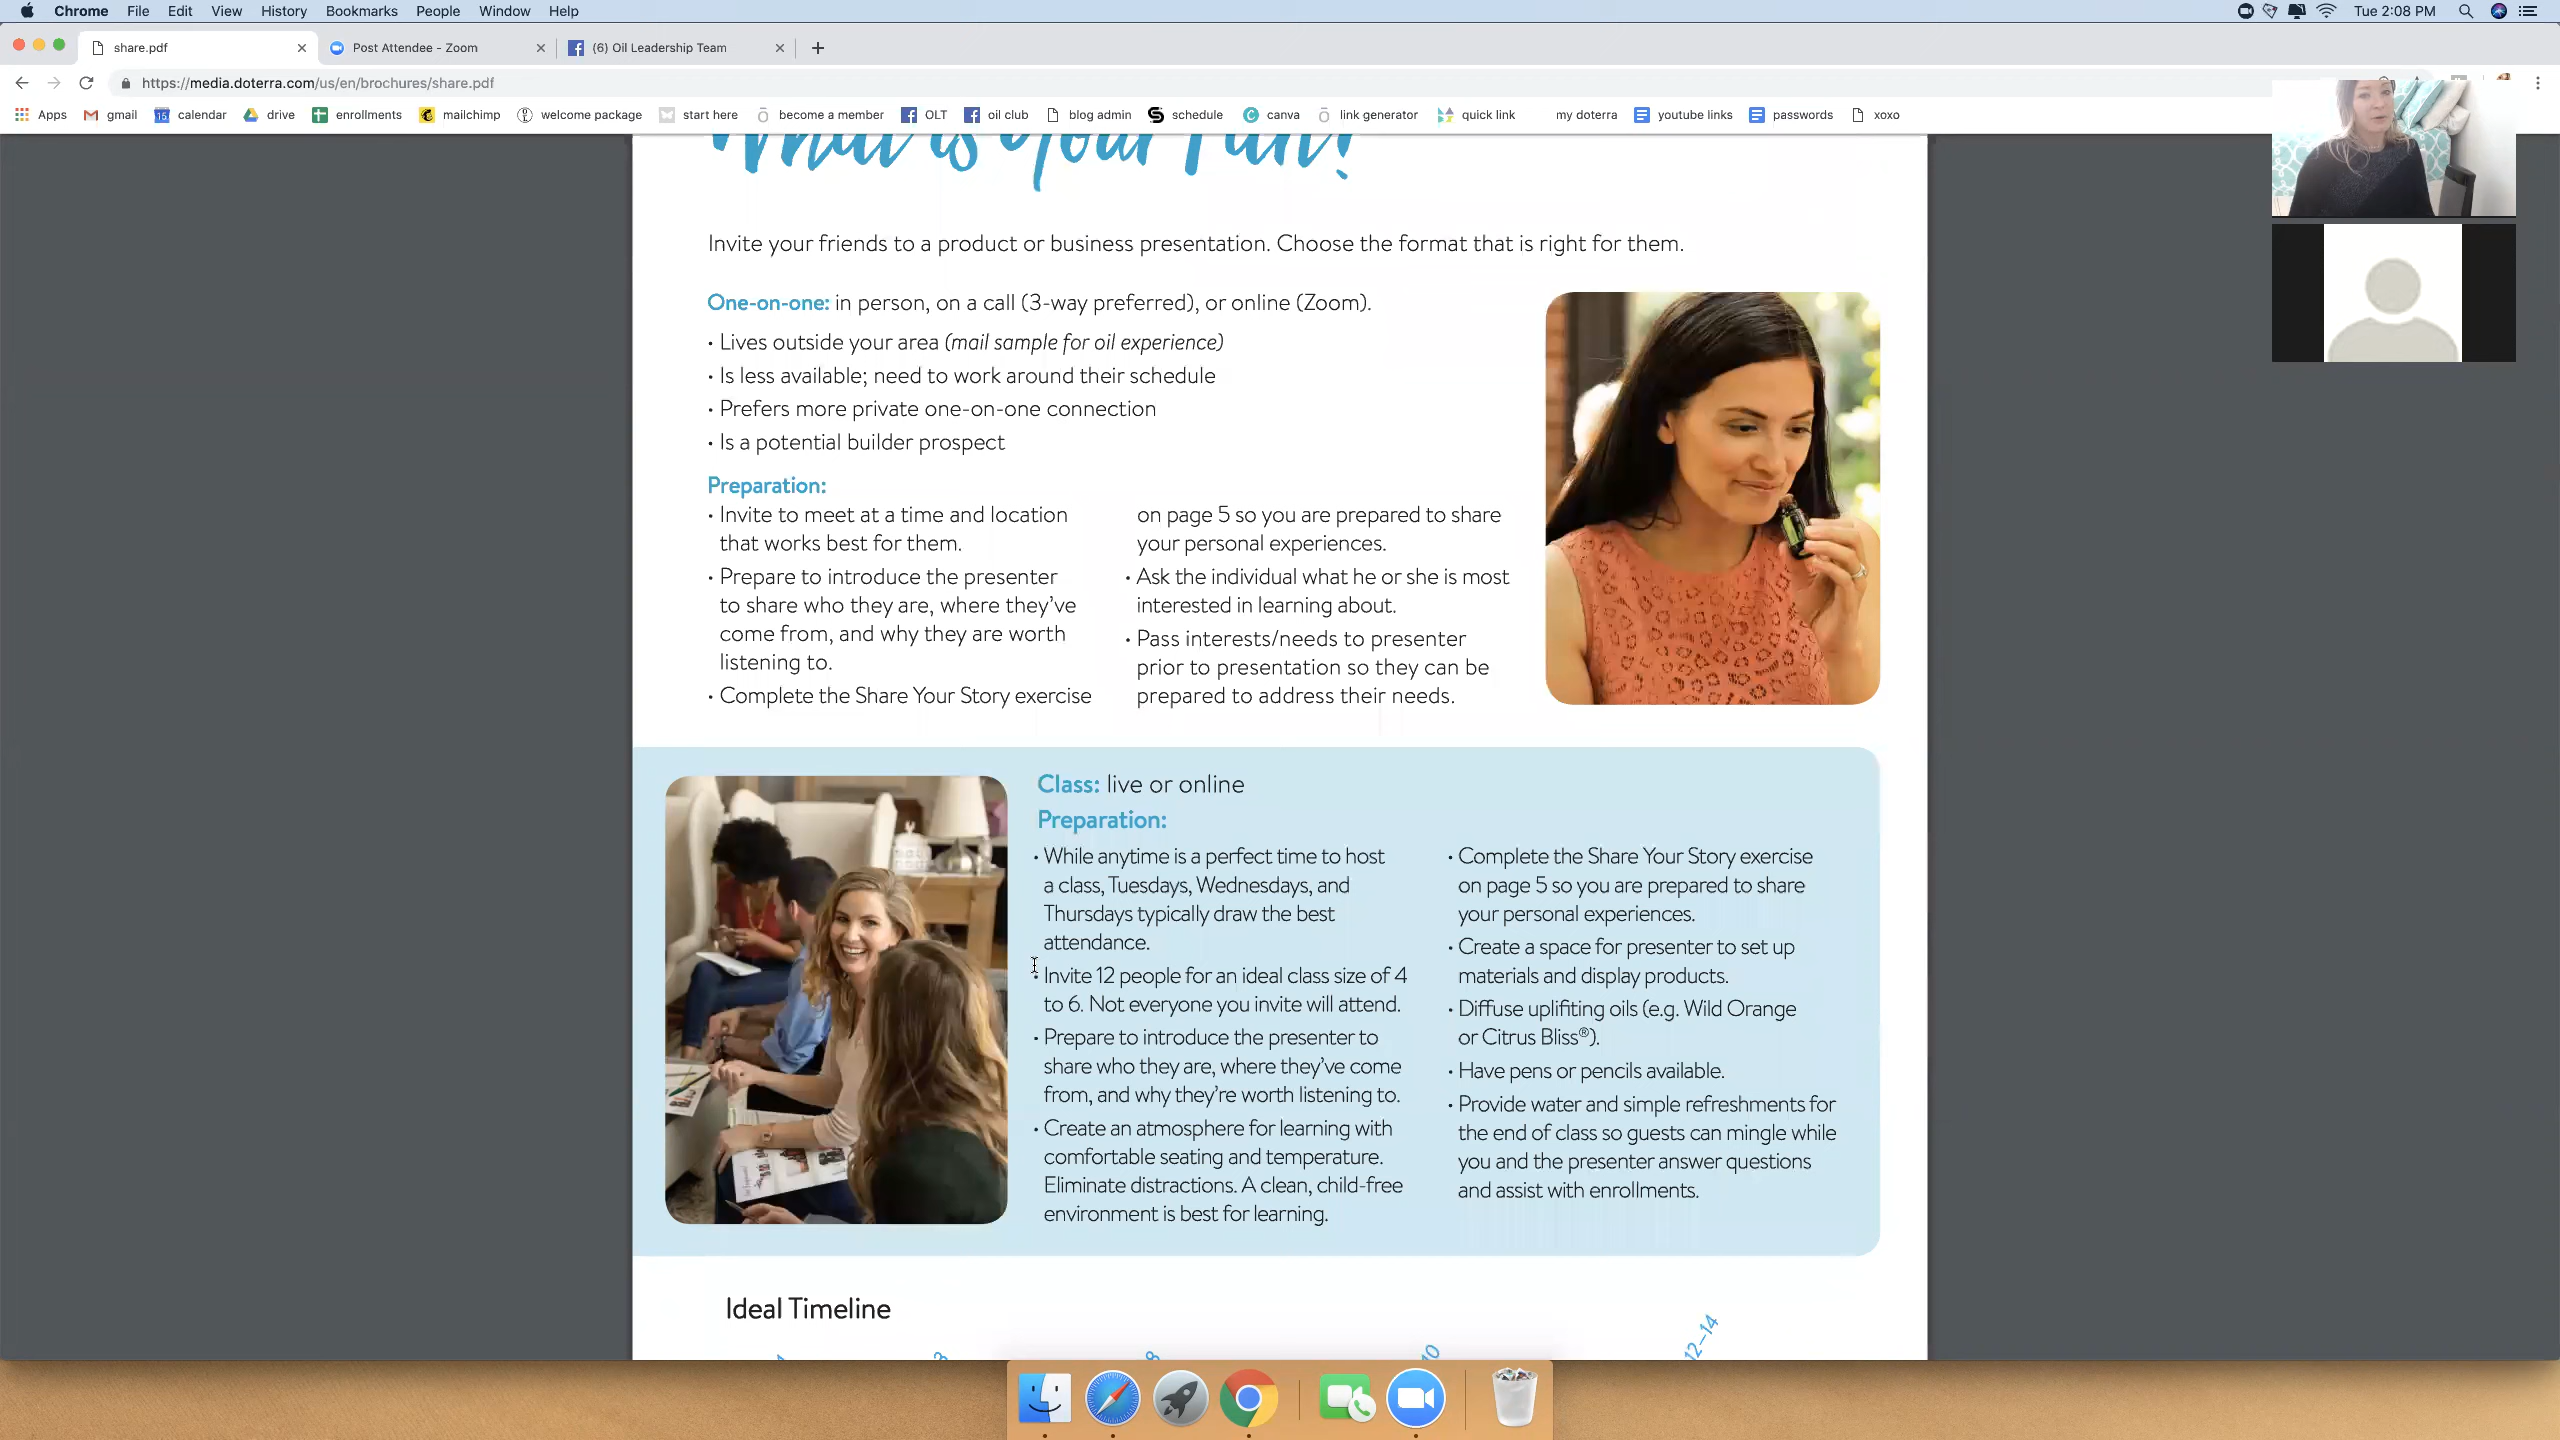 Chrome File Edit View History Bookmarks People Window Help
Tue 2:08 PM
share.pdf
Post Attendee - Zoom
(6) Oil Leadership Team
https://media.doterra.com/us/en/brochures/share.pdf
Apps gmail calendar drive enrollments mailchimp welcome package start here become a member OLT oil club blog admin schedule canva link generator quick link my doterra youtube links passwords xoxo
What is Your Plan?
Invite your friends to a product or business presentation. Choose the format that is right for them.
One-on-one: in person, on a call (3-way preferred), or online (Zoom).
• Lives outside your area (mail sample for oil experience)
• Is less available; need to work around their schedule
• Prefers more private one-on-one connection
• Is a potential builder prospect
Preparation:
• Invite to meet at a time and location
that works best for them.
• Prepare to introduce the presenter
to share who they are, where they've
come from, and why they are worth
listening to.
• Complete the Share Your Story exercise
on page 5 so you are prepared to share
your personal experiences.
• Ask the individual what he or she is most
interested in learning about.
• Pass interests/needs to presenter
prior to presentation so they can be
prepared to address their needs.
Class: live or online
Preparation:
• While anytime is a perfect time to host
a class, Tuesdays, Wednesdays, and
Thursdays typically draw the best
attendance.
• Invite 12 people for an ideal class size of 4
to 6. Not everyone you invite will attend.
• Prepare to introduce the presenter to
share who they are, where they've come
from, and why they're worth listening to.
• Create an atmosphere for learning with
comfortable seating and temperature.
Eliminate distractions. A clean, child-free
environment is best for learning.
• Complete the Share Your Story exercise
on page 5 so you are prepared to share
your personal experiences.
• Create a space for presenter to set up
materials and display products.
• Diffuse uplifiting oils (e.g. Wild Orange
or Citrus Bliss®).
• Have pens or pencils available.
• Provide water and simple refreshments for
the end of class so guests can mingle while
you and the presenter answer questions
and assist with enrollments.
Ideal Timeline
12–14